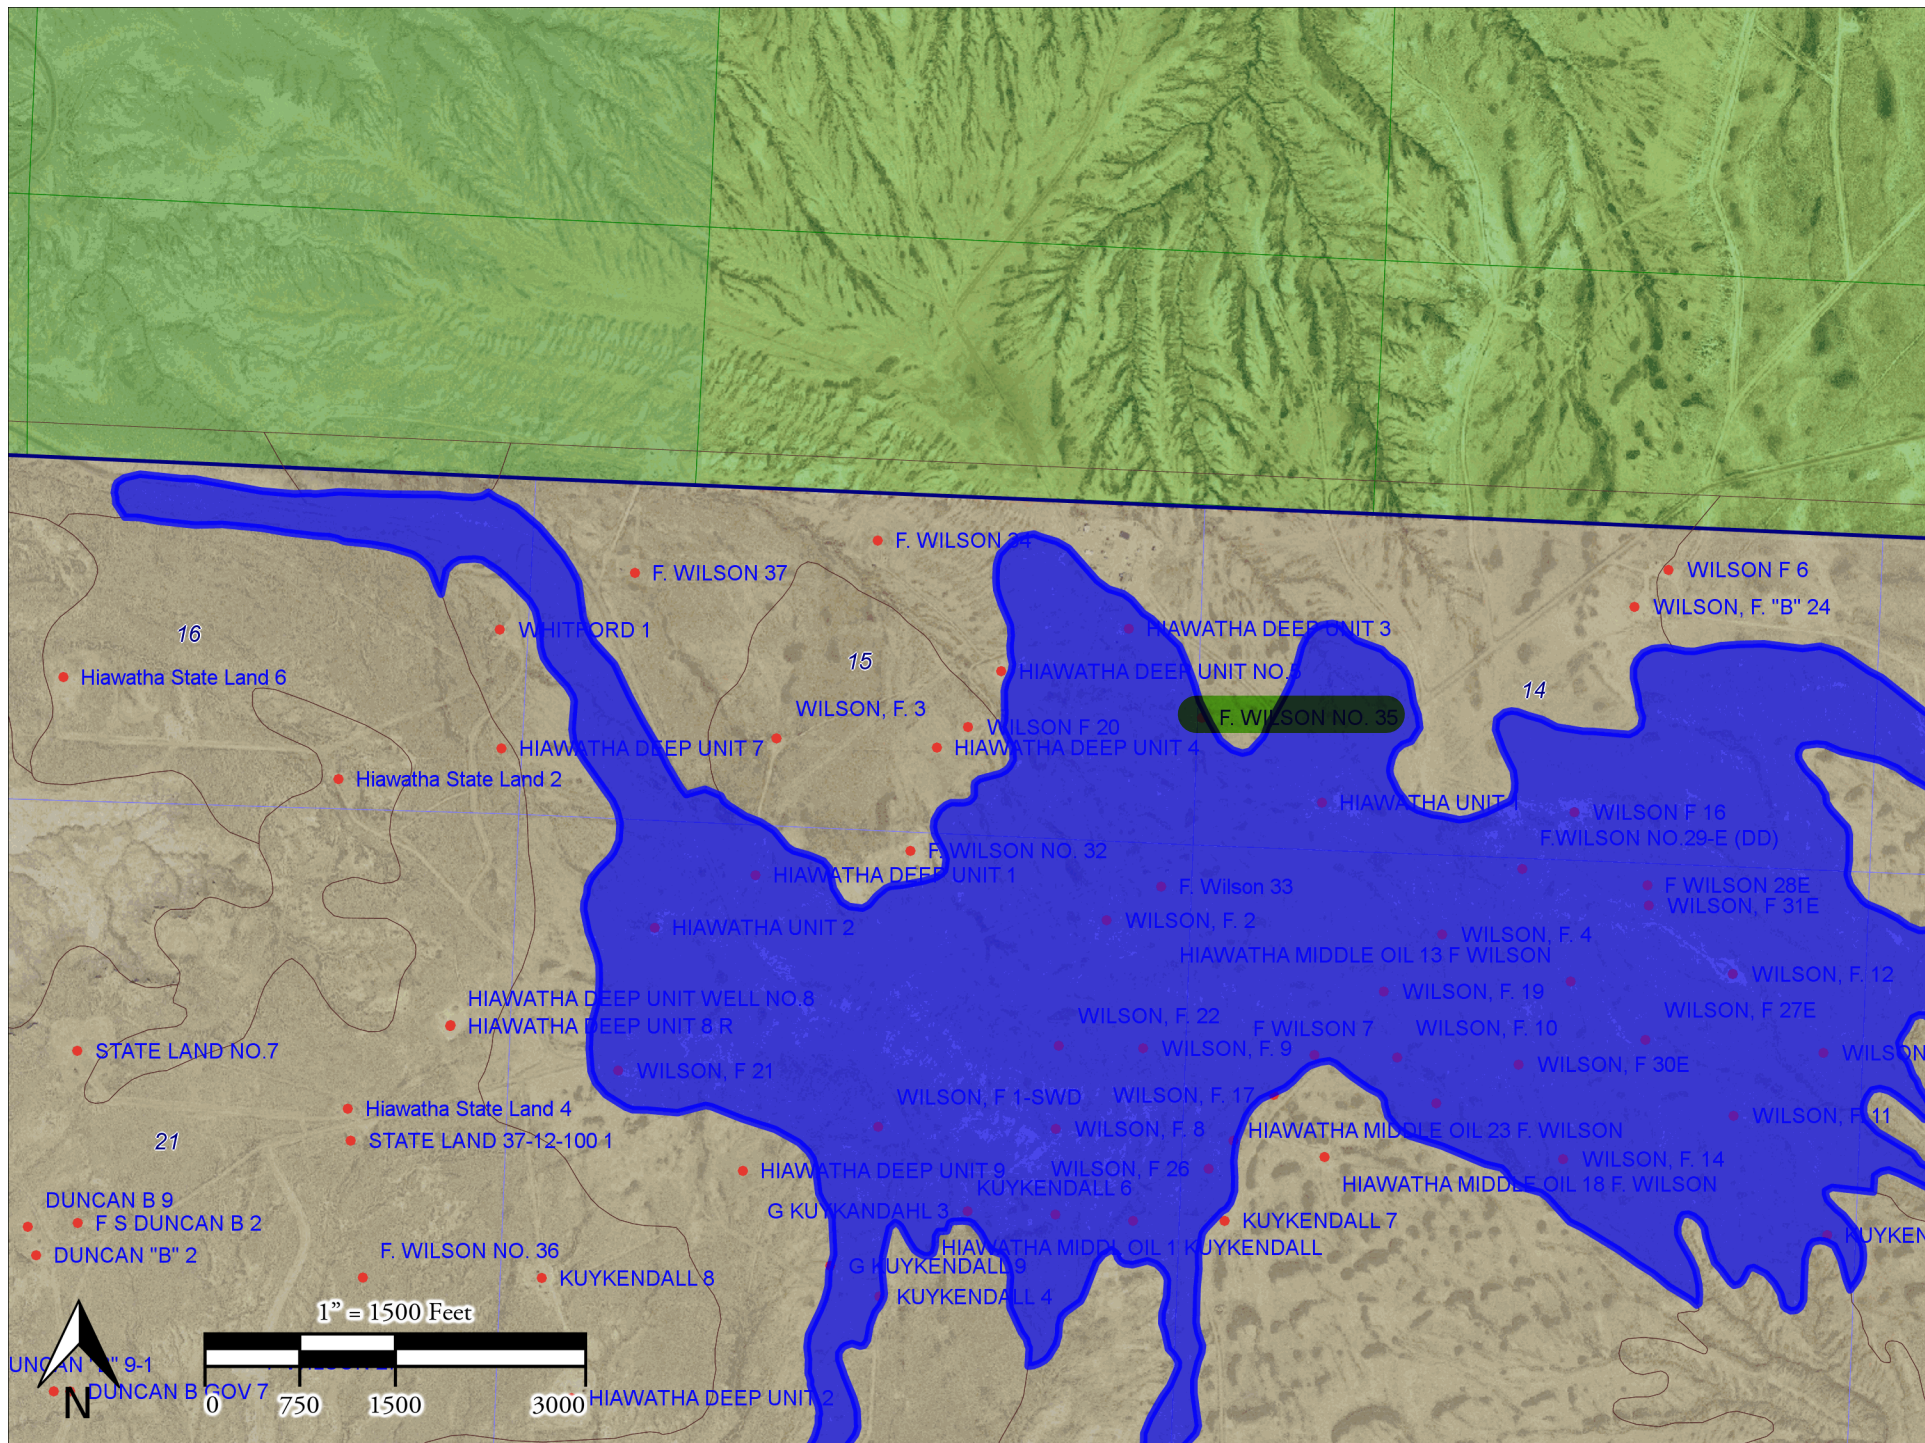 F. WILSON 34
F. WILSON 37
WILSON F 6
WILSON, F. "B" 24
WHITFORD 1
HIAWATHA DEEP UNIT 3
16
15
14
Hiawatha State Land 6
HIAWATHA DEEP UNIT NO.5
WILSON, F. 3
F. WILSON NO. 35
WILSON F 20
HIAWATHA DEEP UNIT 7
HIAWATHA DEEP UNIT 4
Hiawatha State Land 2
HIAWATHA UNIT 1
WILSON F 16
F.WILSON NO.29-E (DD)
F. WILSON NO. 32
HIAWATHA DEEP UNIT 1
F. Wilson 33
F WILSON 28E
WILSON, F 31E
WILSON, F. 2
HIAWATHA UNIT 2
WILSON, F. 4
HIAWATHA MIDDLE OIL 13 F WILSON
WILSON, F. 12
WILSON, F. 19
HIAWATHA DEEP UNIT WELL NO.8
WILSON, F 27E
WILSON, F. 22
HIAWATHA DEEP UNIT 8 R
F WILSON 7
WILSON, F. 10
STATE LAND NO.7
WILSON, F. 9
WILSON
WILSON, F 30E
WILSON, F 21
WILSON, F 1-SWD
WILSON, F. 17
Hiawatha State Land 4
WILSON, F. 11
WILSON, F. 8
HIAWATHA MIDDLE OIL 23 F. WILSON
21
STATE LAND 37-12-100 1
WILSON, F. 14
HIAWATHA DEEP UNIT 9
WILSON, F 26
KUYKENDALL 6
HIAWATHA MIDDLE OIL 18 F. WILSON
DUNCAN B 9
G KUYKANDAHL 3
F S DUNCAN B 2
KUYKENDALL 7
KUYKEN
DUNCAN "B" 2
F. WILSON NO. 36
HIAWATHA MIDDL OIL 1 KUYKENDALL
G KUYKENDALL 9
KUYKENDALL 8
KUYKENDALL 4
1” = 1500 Feet
9-1
DUNCAN B GOV 7
HIAWATHA DEEP UNIT 2
N
0 750 1500 3000